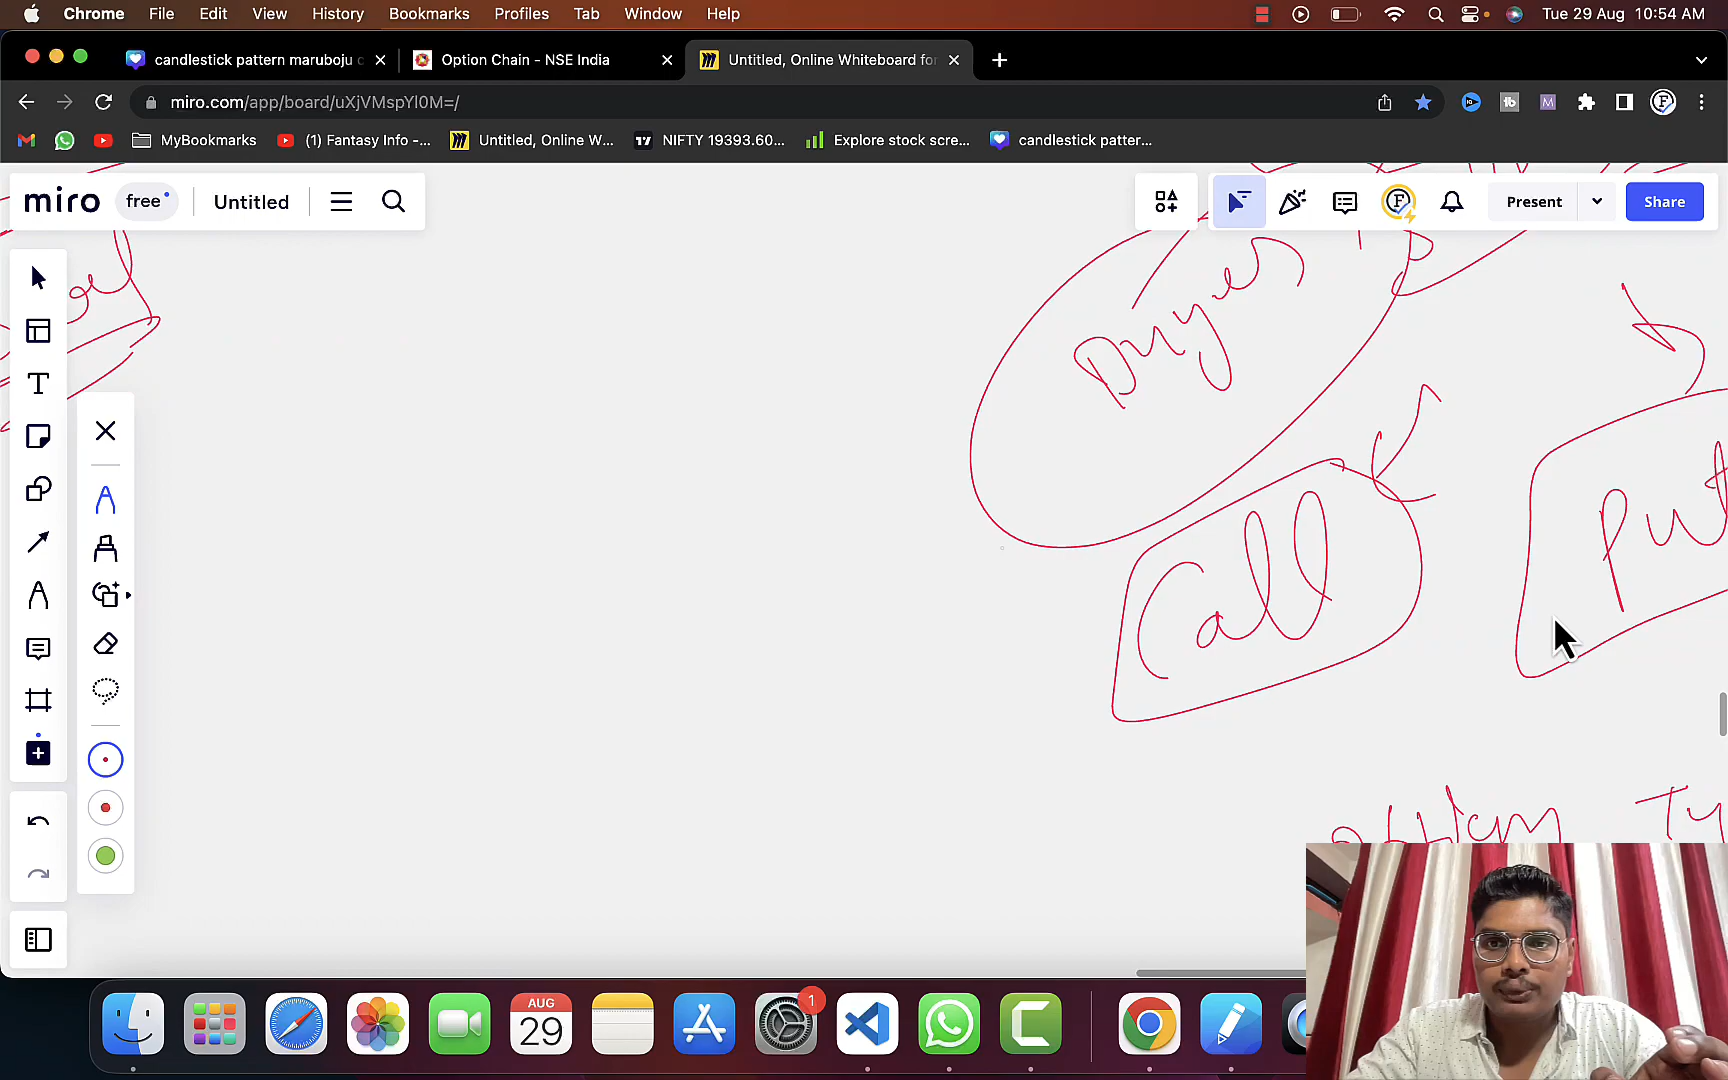 Chrome File Edit View History Bookmarks Profiles Tab Window Help Tue 29 Aug 10:54 AM
candlestick pattern maruboju c Option Chain - NSE India Untitled, Online Whiteboard for
miro.com/app/board/uXjVMspYl0M=/
MyBookmarks (1) Fantasy Info -... Untitled, Online W... NIFTY 19393.60... Explore stock scre... candlestick patter...
miro free Untitled Present Share
Call
Put
AUG
29
1